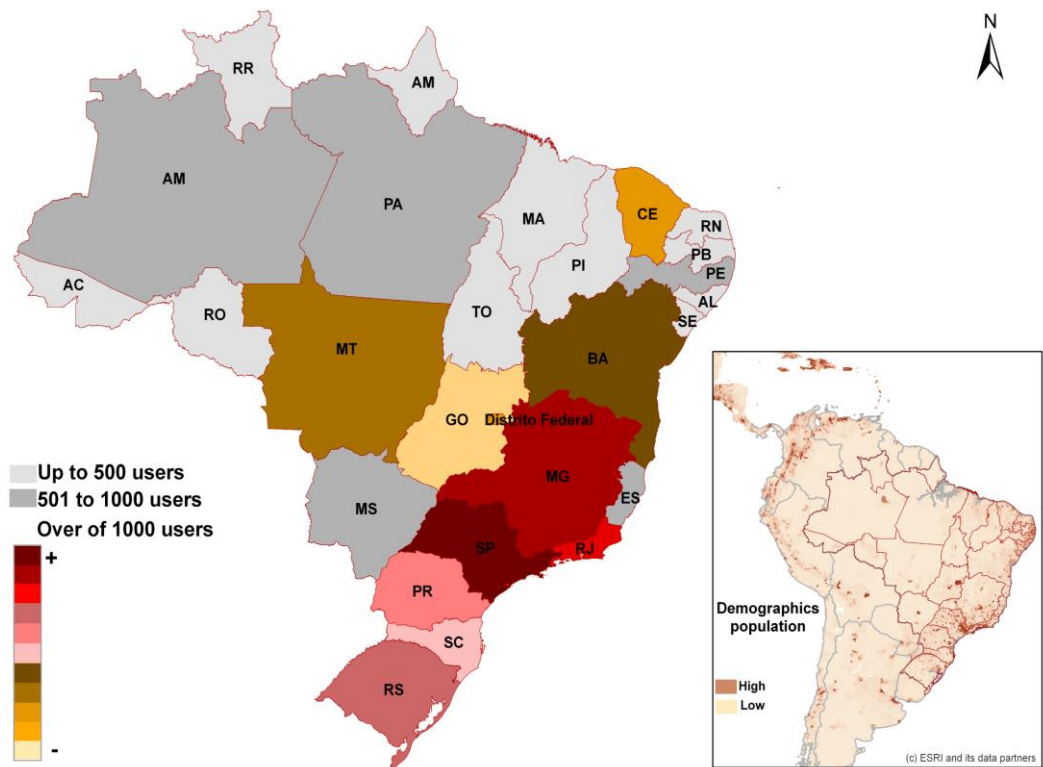 N
RR
AM
AM
PA
MA
CE
RN
PB
PE
PI
AL
SE
AC
RO
TO
MT
BA
GO
Distrito Federal
MG
ES
MS
SP
RJ
PR
SC
RS
Up to 500 users
501 to 1000 users
Over of 1000 users
+
-
Demographics
population
High
Low
(c) ESRI and its data partners